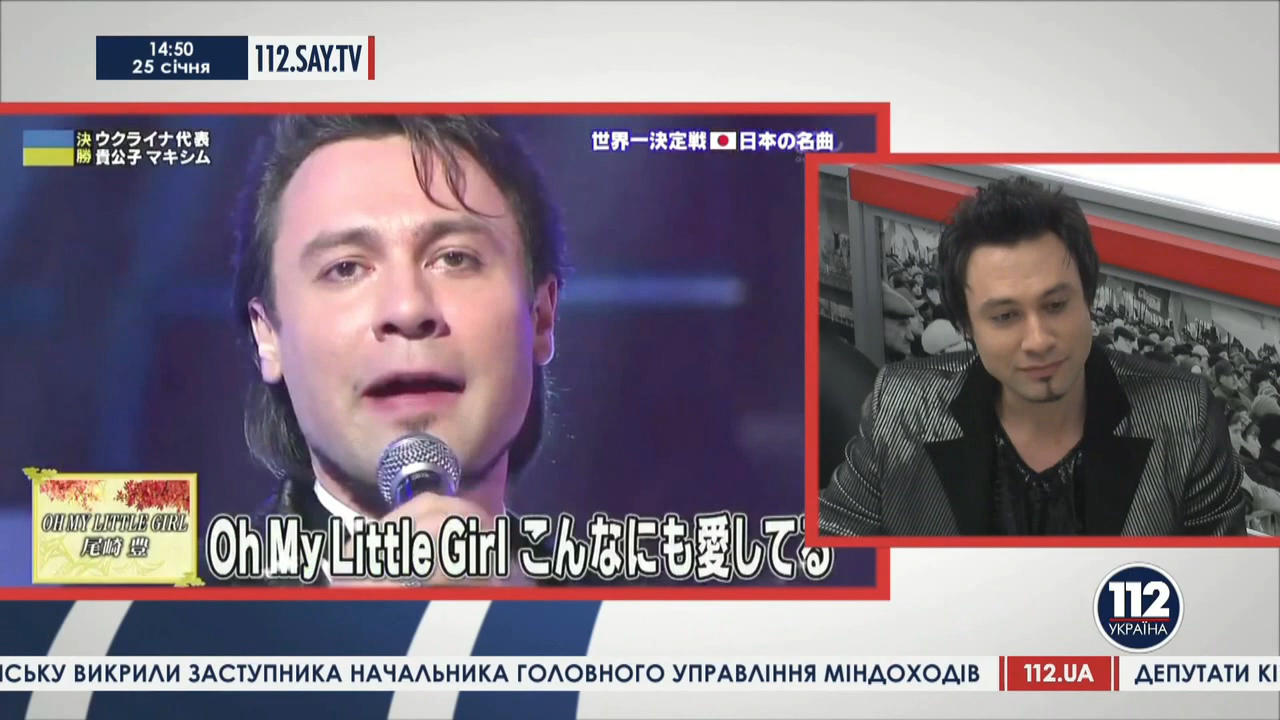 14:50
25 січня
112.SAY.TV
決勝
ウクライナ代表
貴公子 マキシム
世界一決定戦 日本の名曲
OH MY LITTLE GIRL
尾崎 豊
Oh My Little Girl こんなにも愛してる
112
УКРАЇНА
ІСЬКУ ВИКРИЛИ ЗАСТУПНИКА НАЧАЛЬНИКА ГОЛОВНОГО УПРАВЛІННЯ МІНДОХОДІВ
112.UA
ДЕПУТАТИ КІ